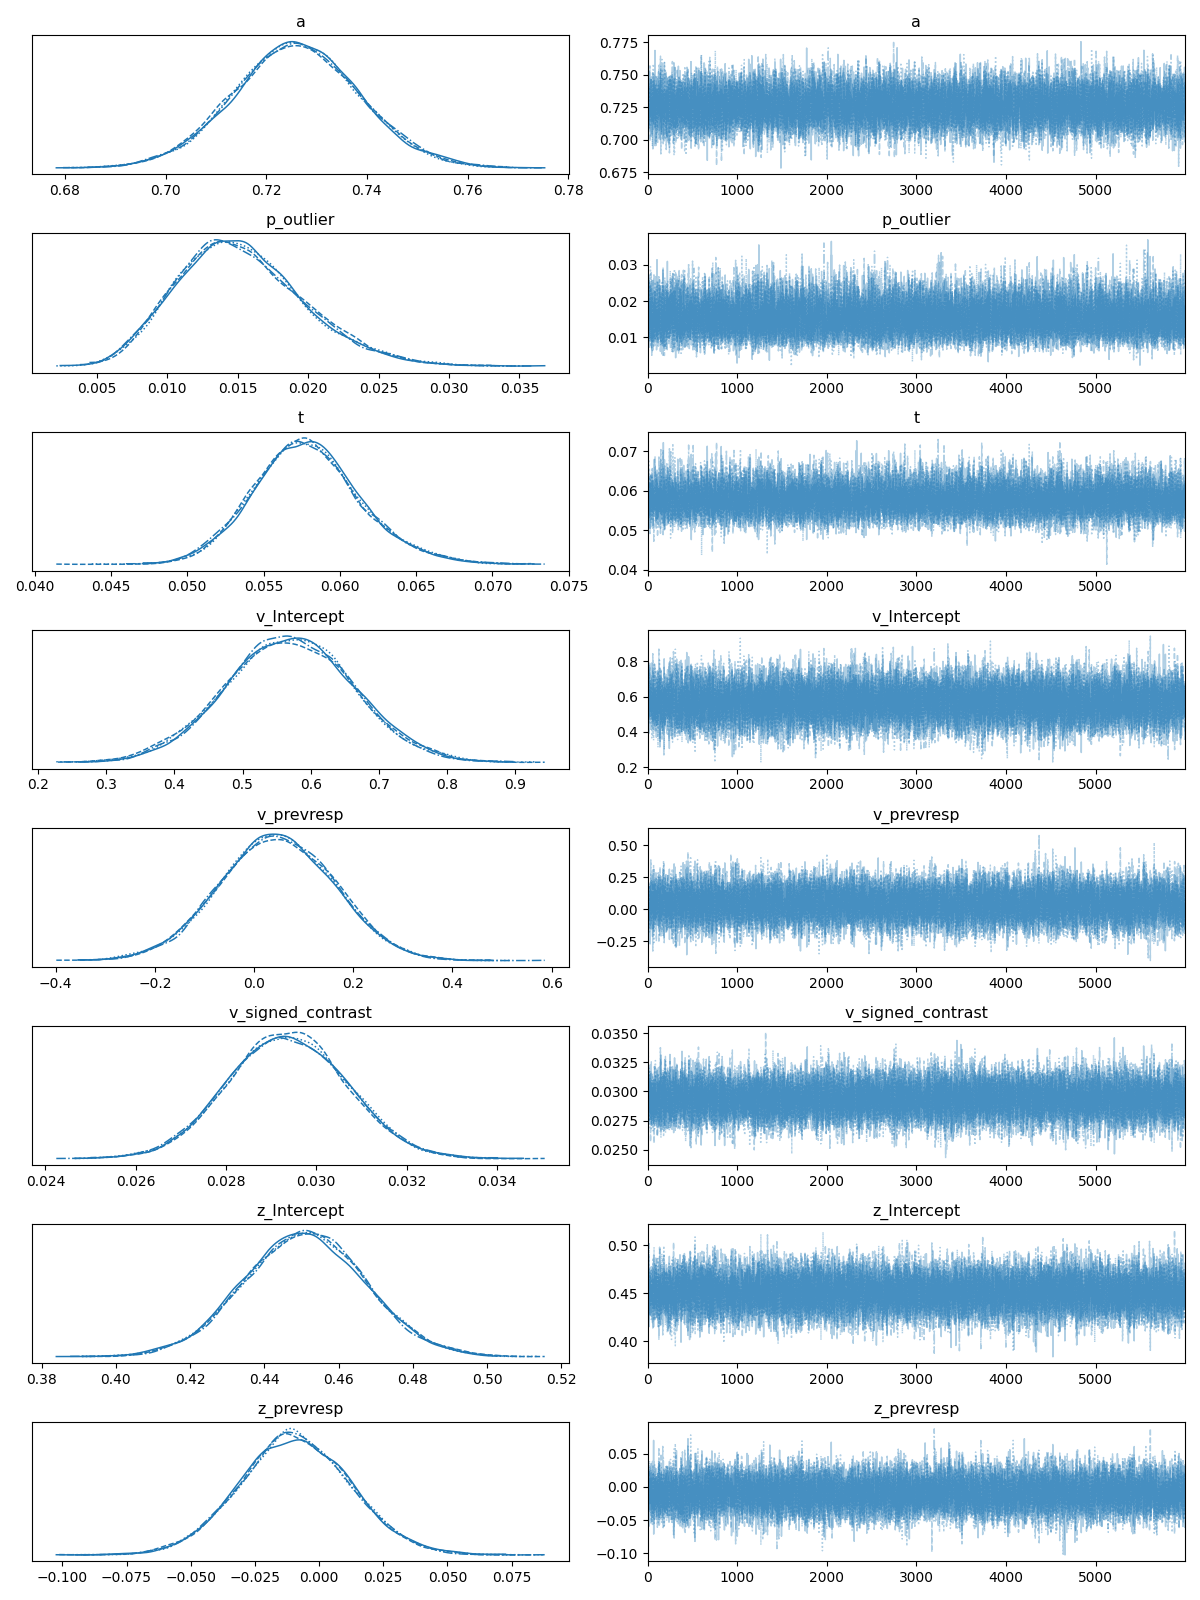 a a
0.775
0.750
0.725
0.700
0.675
0.68 0.70 0.72 0.74 0.76 0.78 0 1000 2000 3000 4000 5000
p_outlier p_outlier
0.03
0.02
0.01
0.005 0.010 0.015 0.020 0.025 0.030 0.035 0 1000 2000 3000 4000 5000
t t
0.07
0.06
0.05
0.04
0.040 0.045 0.050 0.055 0.060 0.065 0.070 0.075 0 1000 2000 3000 4000 5000
v_Intercept v_Intercept
0.8
0.6
0.4
0.2
0.2 0.3 0.4 0.5 0.6 0.7 0.8 0.9 0 1000 2000 3000 4000 5000
v_prevresp v_prevresp
0.50
0.25
0.00
−0.25
−0.4 −0.2 0.0 0.2 0.4 0.6 0 1000 2000 3000 4000 5000
v_signed_contrast v_signed_contrast
0.0350
0.0325
0.0300
0.0275
0.0250
0.024 0.026 0.028 0.030 0.032 0.034 0 1000 2000 3000 4000 5000
z_Intercept z_Intercept
0.50
0.45
0.40
0.38 0.40 0.42 0.44 0.46 0.48 0.50 0.52 0 1000 2000 3000 4000 5000
z_prevresp z_prevresp
0.05
0.00
−0.05
−0.10
−0.100 −0.075 −0.050 −0.025 0.000 0.025 0.050 0.075 0 1000 2000 3000 4000 5000